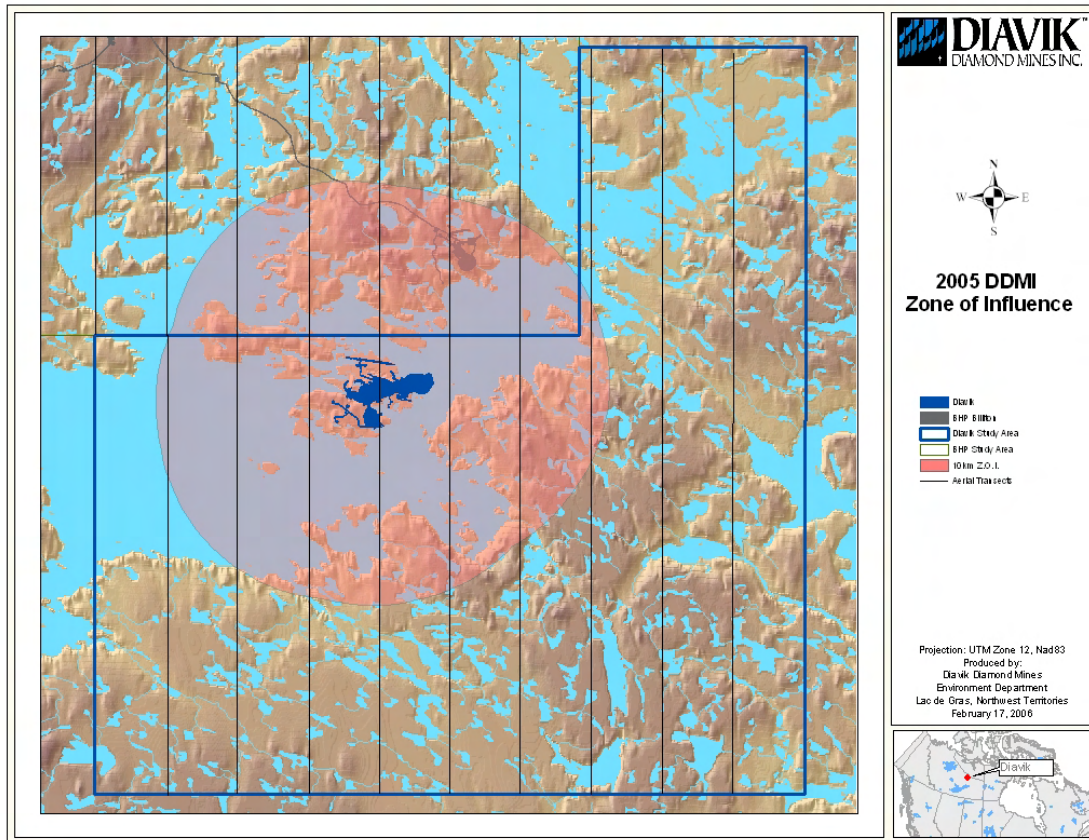 DIAVIK™
DIAMOND MINES INC.
N
W E
S
2005 DDMI
Zone of Influence
Diavik
BHP Billiton
Diavik Study Area
BHP Study Area
10km Z.O.I.
Aerial Transects
Projection: UTM Zone 12, Nad83
Produced by:
Diavik Diamond Mines
Environment Department
Lac de Gras, Northwest Territories
February 17, 2006
Diavik